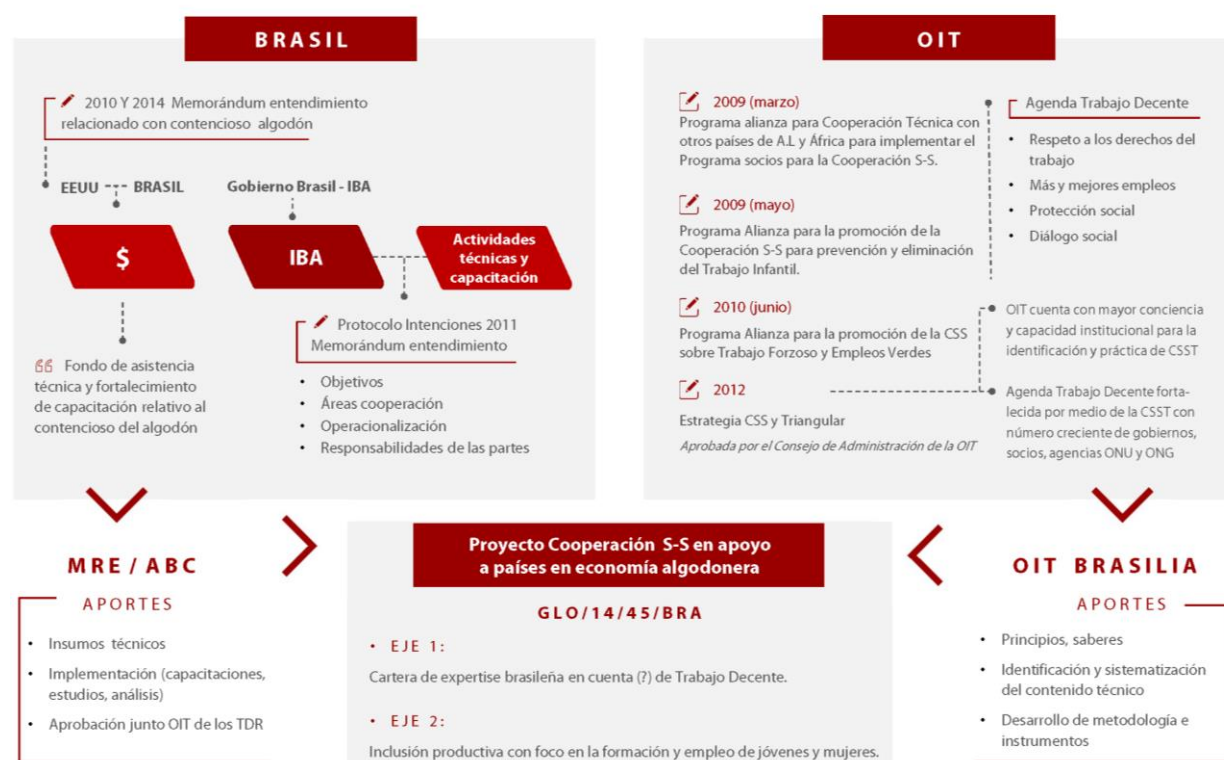 BRASIL
2010 Y 2014 Memorándum entendimiento
relacionado con contencioso algodón
EEUU
BRASIL
Gobierno Brasil - IBA
$
IBA
Actividades
técnicas y
capacitación
Protocolo Intenciones 2011
Memorándum entendimiento
Fondo de asistencia
técnica y fortalecimiento
de capacitación relativo al
contencioso del algodón
• Objetivos
• Áreas cooperación
• Operacionalización
• Responsabilidades de las partes
OIT
2009 (marzo)
Programa alianza para Cooperación Técnica con
otros países de A.L y África para implementar el
Programa socios para la Cooperación S-S.
2009 (mayo)
Programa Alianza para la promoción de la
Cooperación S-S para prevención y eliminación
del Trabajo Infantil.
2010 (junio)
Programa Alianza para la promoción de la CSS
sobre Trabajo Forzoso y Empleos Verdes
2012
Estrategia CSS y Triangular
Aprobada por el Consejo de Administración de la OIT
Agenda Trabajo Decente
• Respeto a los derechos del
trabajo
• Más y mejores empleos
• Protección social
• Diálogo social
OIT cuenta con mayor conciencia
y capacidad institucional para la
identificación y práctica de CSST
Agenda Trabajo Decente forta-
lecida por medio de la CSST con
número creciente de gobiernos,
socios, agencias ONU y ONG
MRE / ABC
APORTES
• Insumos técnicos
• Implementación (capacitaciones,
estudios, análisis)
• Aprobación junto OIT de los TDR
Proyecto Cooperación S-S en apoyo
a países en economía algodonera
GLO/14/45/BRA
• EJE 1:
Cartera de expertise brasileña en cuenta (?) de Trabajo Decente.
• EJE 2:
Inclusión productiva con foco en la formación y empleo de jóvenes y mujeres.
OIT BRASILIA
APORTES
• Principios, saberes
• Identificación y sistematización
del contenido técnico
• Desarrollo de metodología e
instrumentos